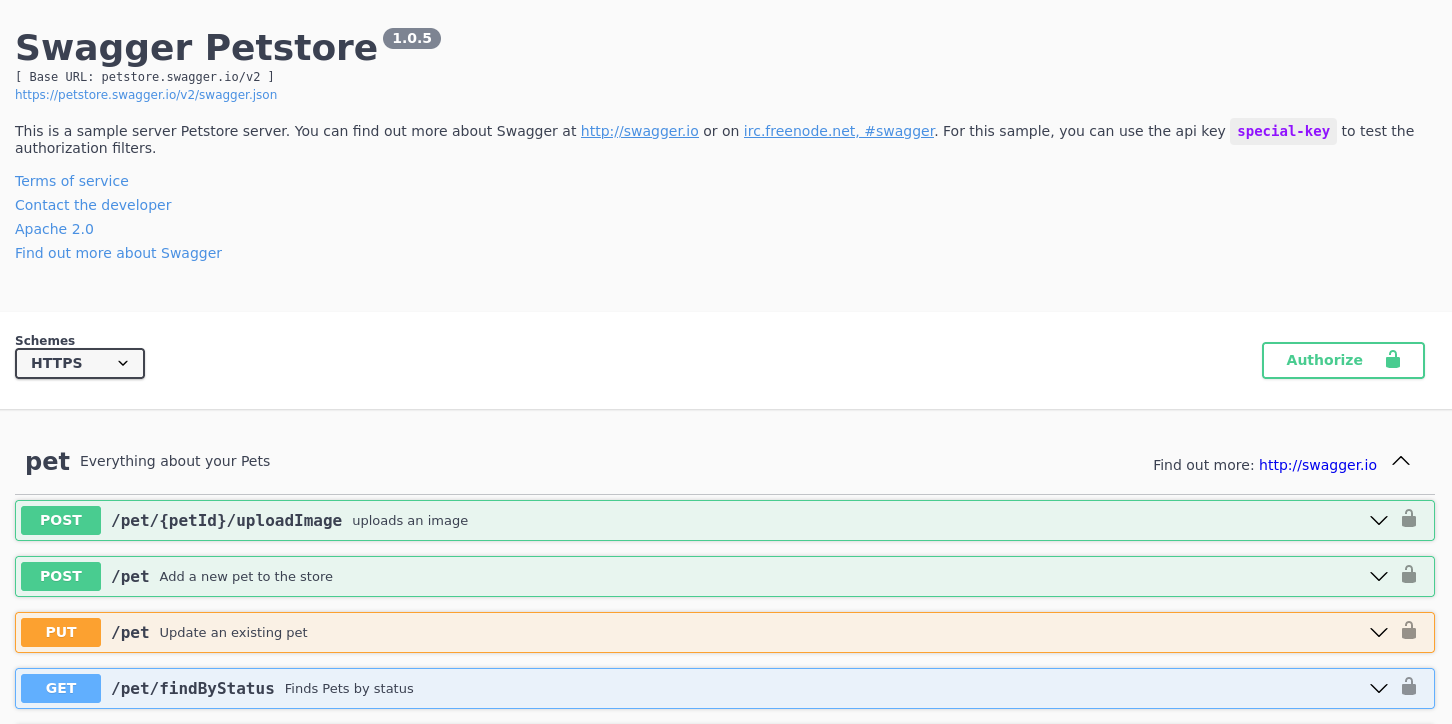 Swagger Petstore 1.0.5
[ Base URL: petstore.swagger.io/v2 ]
https://petstore.swagger.io/v2/swagger.json
This is a sample server Petstore server. You can find out more about Swagger at http://swagger.io or on irc.freenode.net, #swagger. For this sample, you can use the api key special-key to test the
authorization filters.
Terms of service
Contact the developer
Apache 2.0
Find out more about Swagger
Schemes
HTTPS
Authorize
pet Everything about your Pets
Find out more: http://swagger.io
POST /pet/{petId}/uploadImage uploads an image
POST /pet Add a new pet to the store
PUT /pet Update an existing pet
GET /pet/findByStatus Finds Pets by status